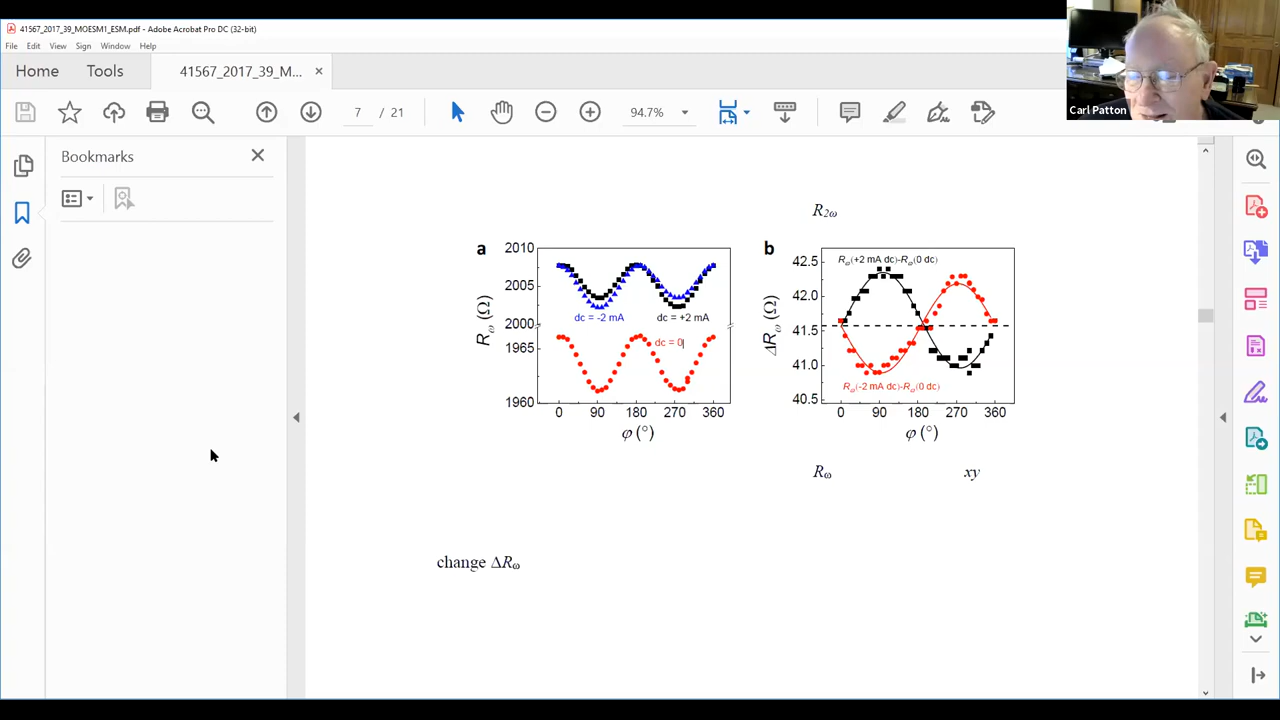 41567_2017_39_MOESM1_ESM.pdf - Adobe Acrobat Pro DC (32-bit)
File Edit View Sign Window Help
Home Tools 41567_2017_39_M... ×
7 / 21 94.7%
Carl Patton
Bookmarks
R2ω
a
2010
2005
2000
1965
1960
Rω (Ω)
dc = -2 mA dc = +2 mA
dc = 0
0 90 180 270 360
φ (°)
b
42.5
42.0
41.5
41.0
40.5
ΔRω (Ω)
Rω(+2 mA dc)-Rω(0 dc)
Rω(-2 mA dc)-Rω(0 dc)
0 90 180 270 360
φ (°)
Rω xy
change ΔRω